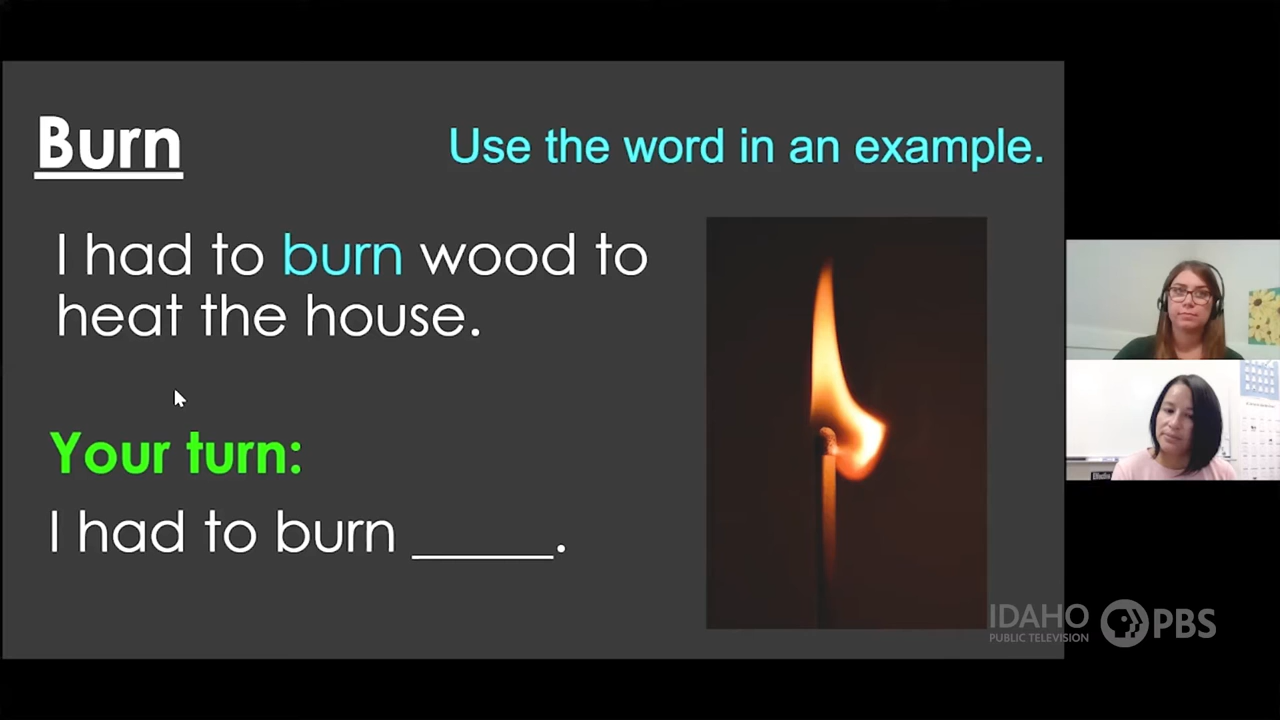 Burn
Use the word in an example.
I had to burn wood to
heat the house.
Your turn:
I had to burn _____.
IDAHO
PUBLIC TELEVISION
PBS